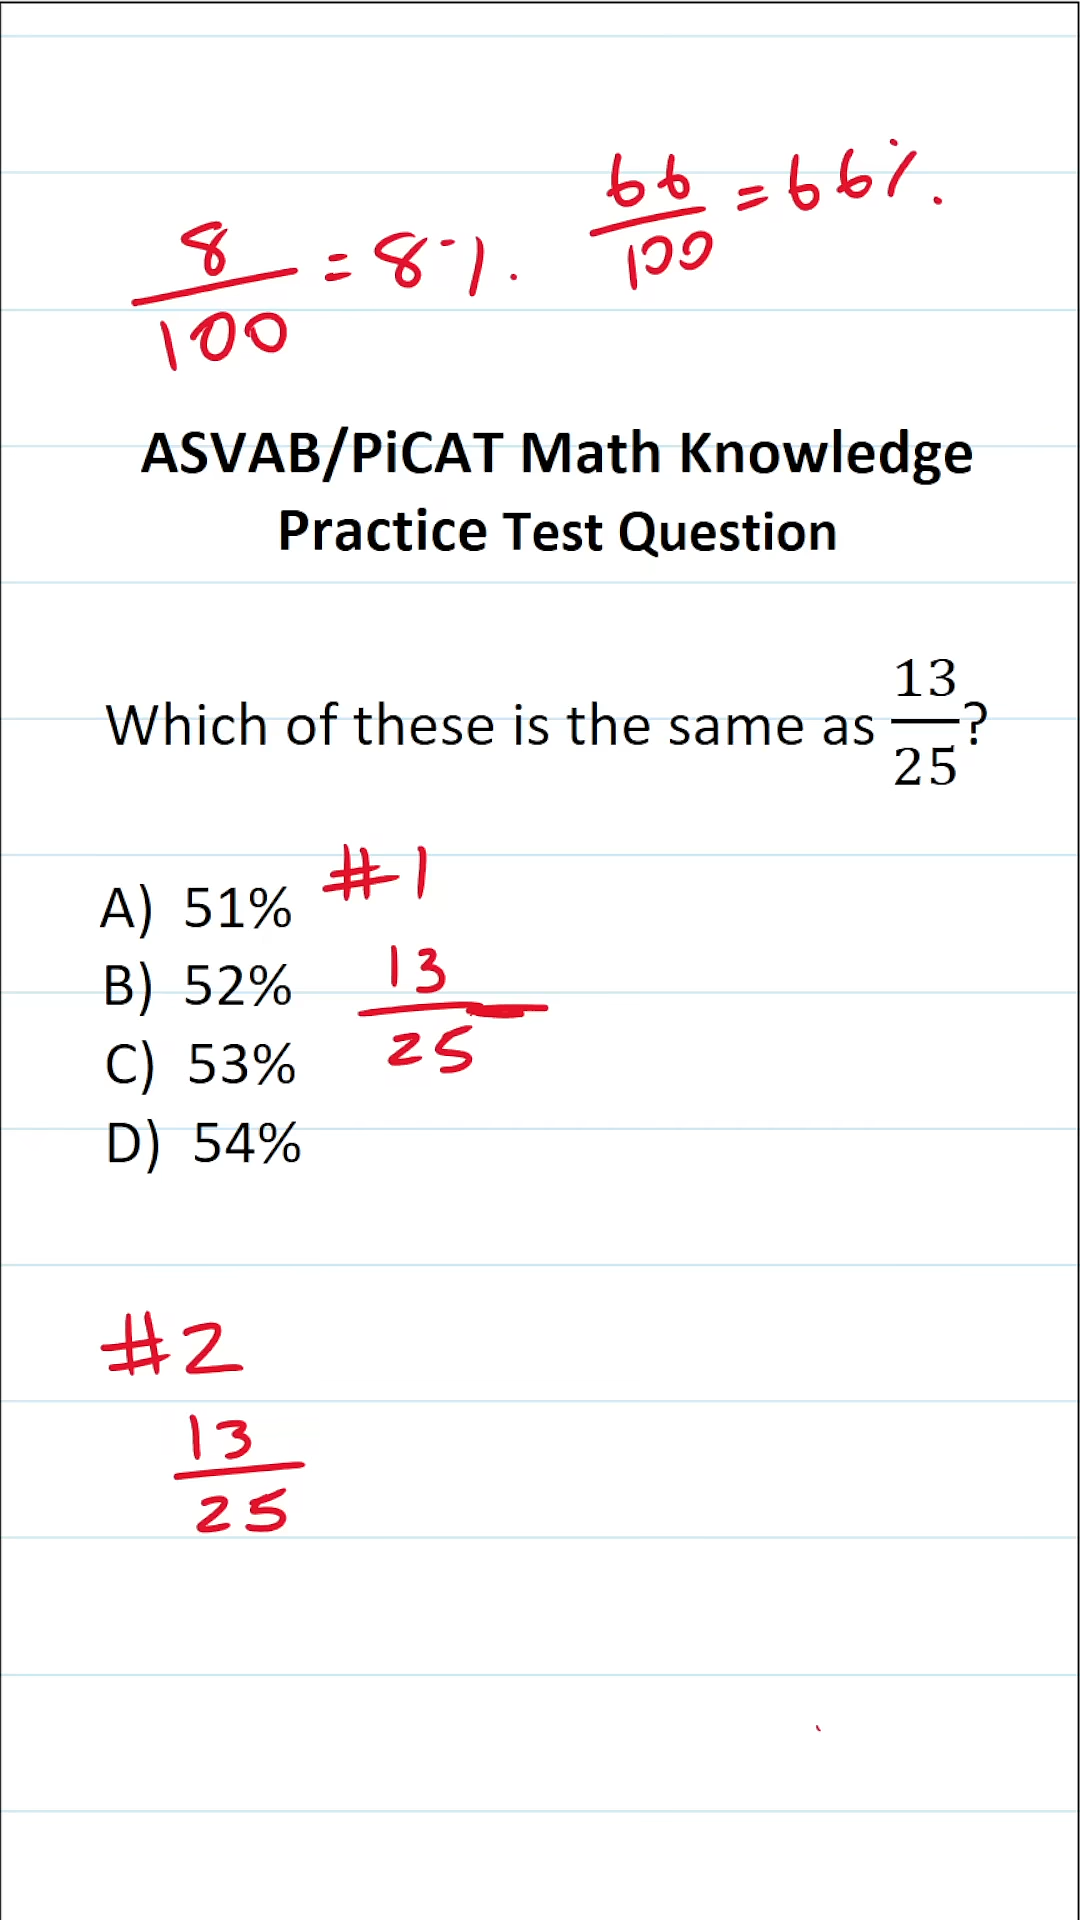 8/100 = 8%.
66/100 = 66%.
ASVAB/PiCAT Math Knowledge
Practice Test Question
Which of these is the same as 13/25?
#1
A) 51%
B) 52%
C) 53%
D) 54%
13/25 =
#2
13/25